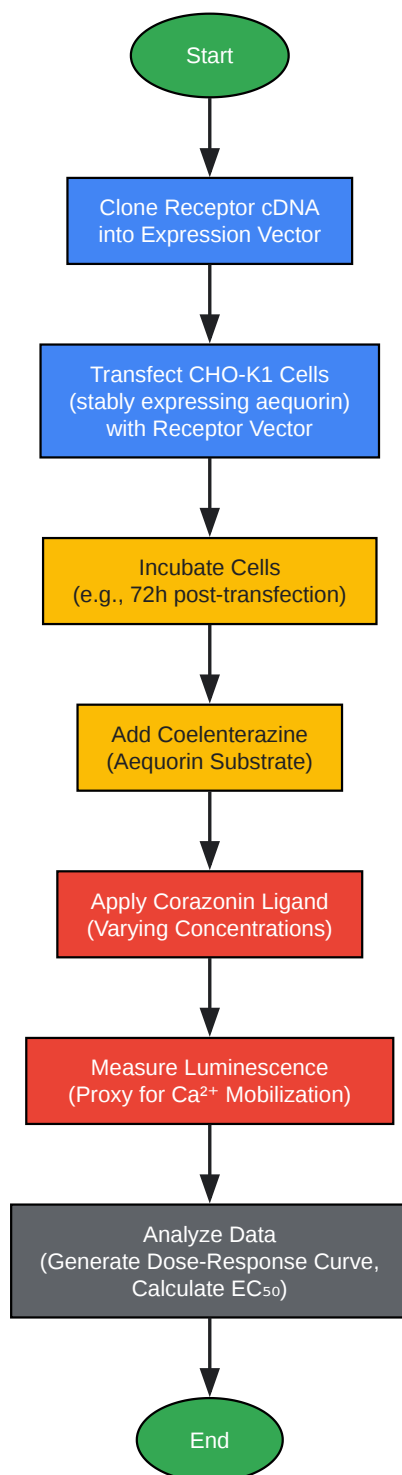 Start
Clone Receptor cDNA
into Expression Vector
Transfect CHO-K1 Cells
(stably expressing aequorin)
with Receptor Vector
Incubate Cells
(e.g., 72h post-transfection)
Add Coelenterazine
(Aequorin Substrate)
Apply Corazonin Ligand
(Varying Concentrations)
Measure Luminescence
(Proxy for Ca²⁺ Mobilization)
Analyze Data
(Generate Dose-Response Curve,
Calculate EC₅₀)
End